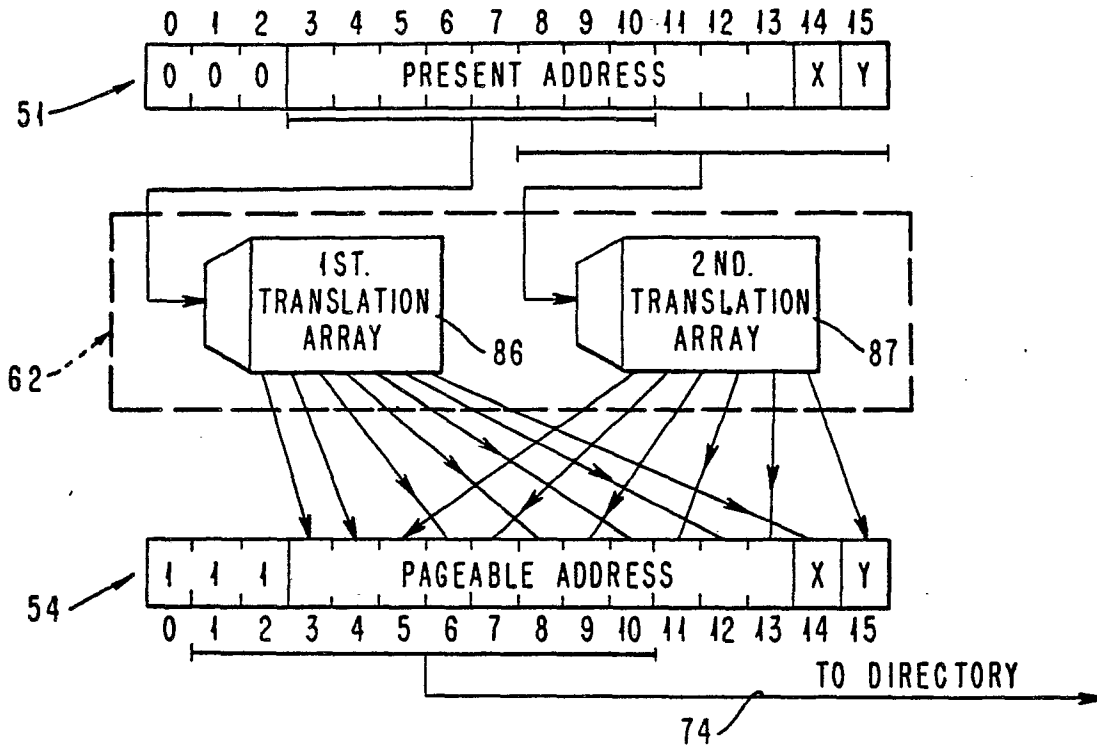 0 1 2 3 4 5 6 7 8 9 10 11 12 13 14 15
0 0 0 PRESENT ADDRESS X Y
51
1ST.
TRANSLATION
ARRAY
86
2ND.
TRANSLATION
ARRAY
87
62
1 1 1 PAGEABLE ADDRESS X Y
54
0 1 2 3 4 5 6 7 8 9 10 11 12 13 14 15
TO DIRECTORY
74